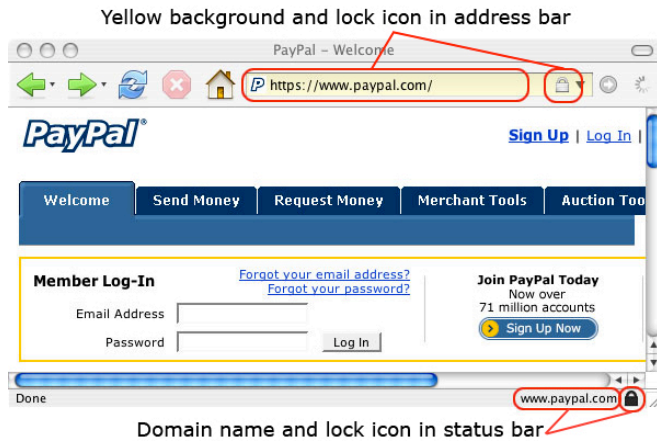 Yellow background and lock icon in address bar
PayPal – Welcome
P https://www.paypal.com/
PayPal®
Sign Up | Log In |
Welcome
Send Money
Request Money
Merchant Tools
Auction Too
Member Log-In
Forgot your email address?
Forgot your password?
Email Address
Password
Log In
Join PayPal Today
Now over
71 million accounts
Sign Up Now
Done
www.paypal.com
Domain name and lock icon in status bar